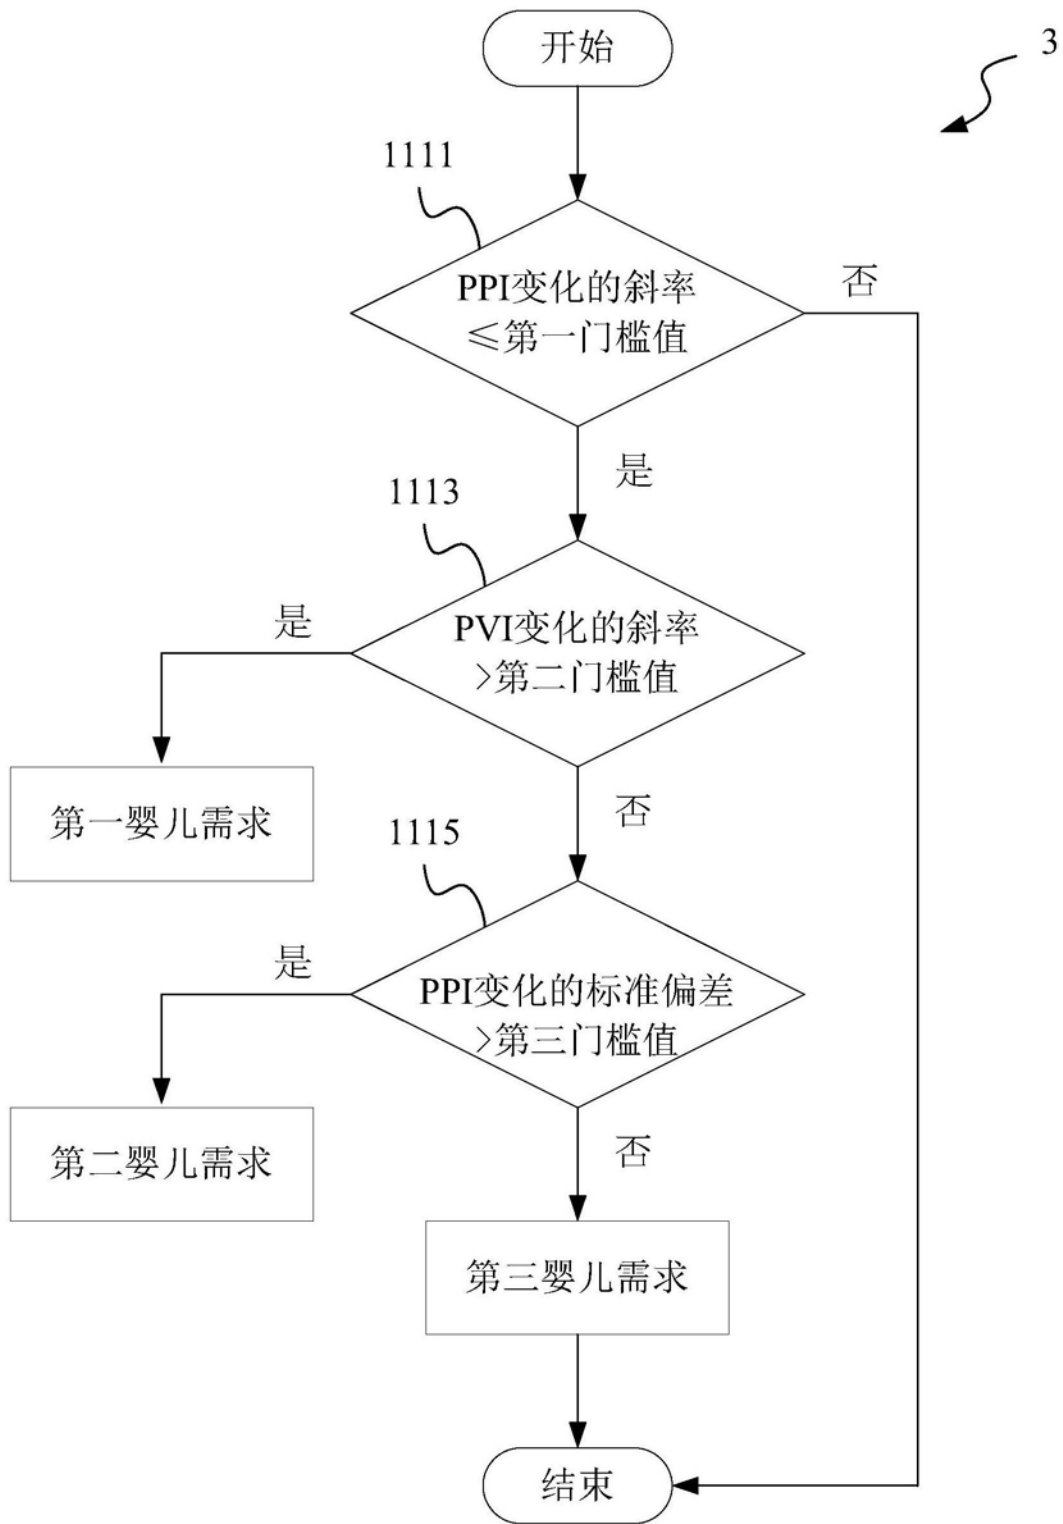 开始
3
1111
PPI变化的斜率
≤第一门槛值
否
是
1113
PVI变化的斜率
>第二门槛值
是
第一婴儿需求
否
1115
PPI变化的标准偏差
>第三门槛值
是
第二婴儿需求
否
第三婴儿需求
结束